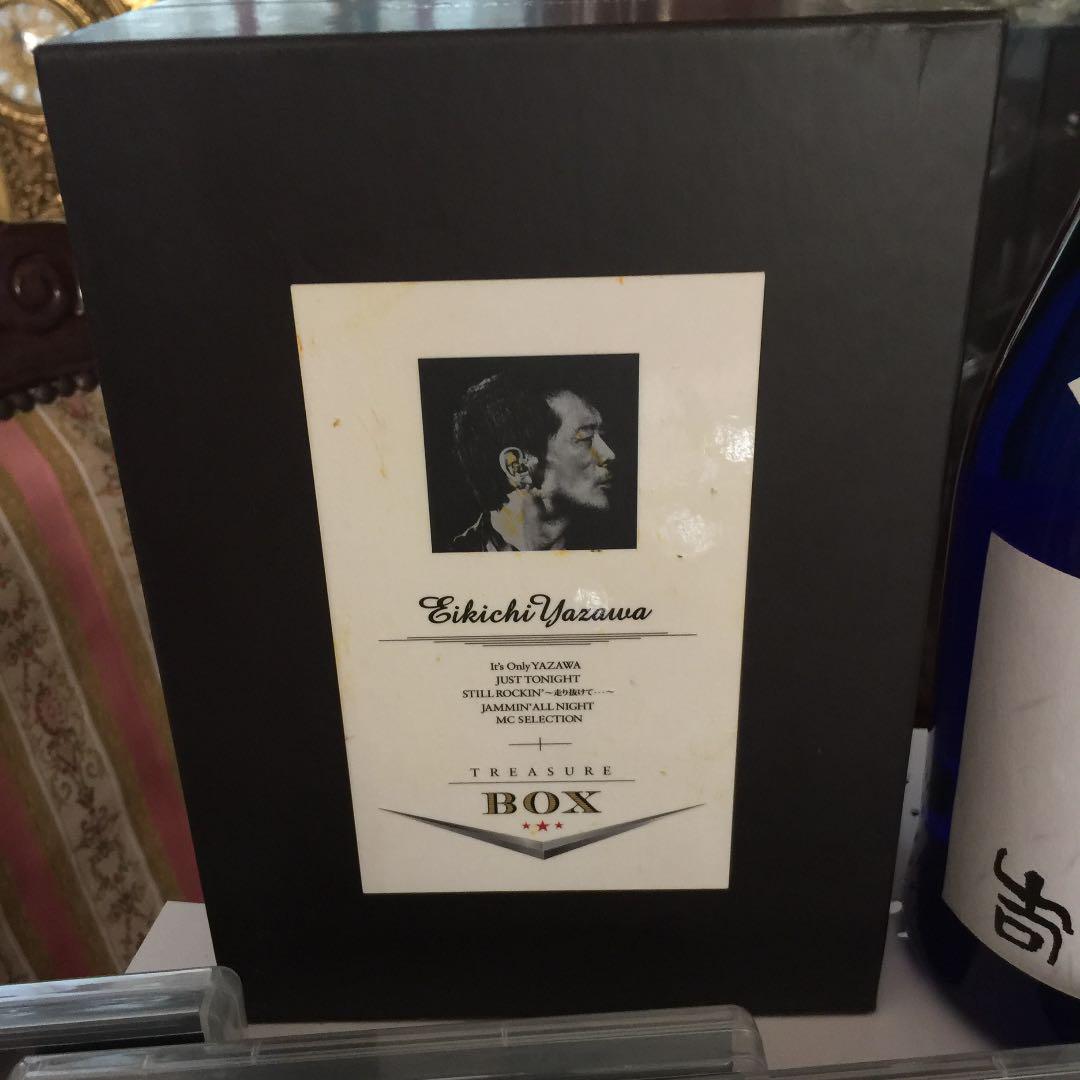 Eikichi Yazawa
It's Only YAZAWA
JUST TONIGHT
STILL ROCKIN'～走り抜けて･･･～
JAMMIN' ALL NIGHT
MC SELECTION
TREASURE
BOX